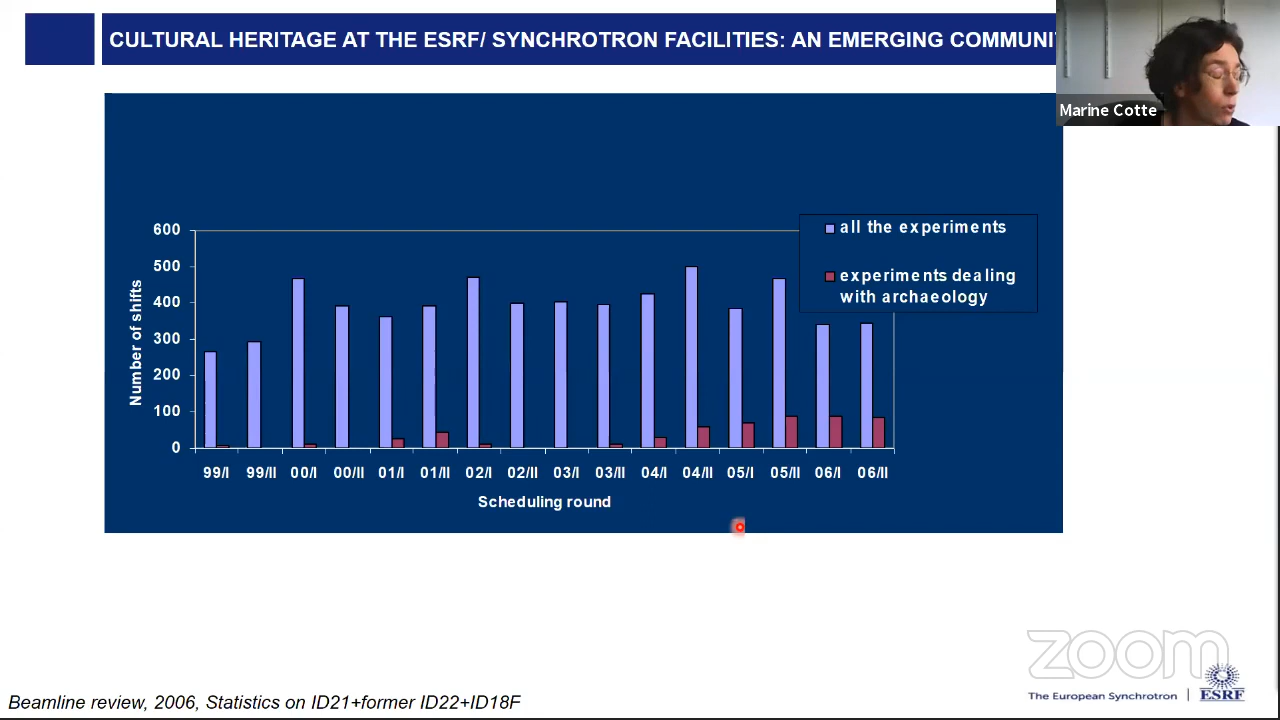 CULTURAL HERITAGE AT THE ESRF/ SYNCHROTRON FACILITIES: AN EMERGING COMMUNI
Marine Cotte
all the experiments
experiments dealing
with archaeology
600
500
400
300
200
100
0
Number of shifts
99/I 99/II 00/I 00/II 01/I 01/II 02/I 02/II 03/I 03/II 04/I 04/II 05/I 05/II 06/I 06/II
Scheduling round
zoom
The European Synchrotron | ESRF
Beamline review, 2006, Statistics on ID21+former ID22+ID18F